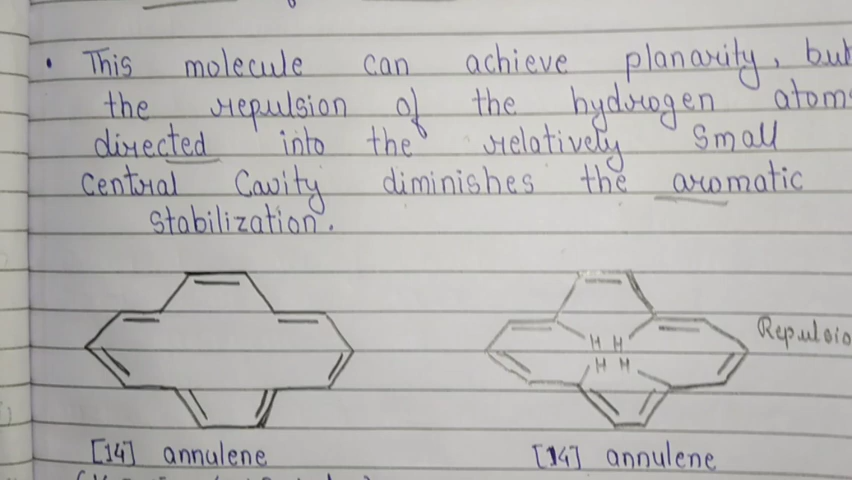 • This molecule can achieve planarity, but
the repulsion of the hydrogen atom
directed into the relatively small
central cavity diminishes the aromatic
stabilization.
H H
H H
[14] annulene
[14] annulene